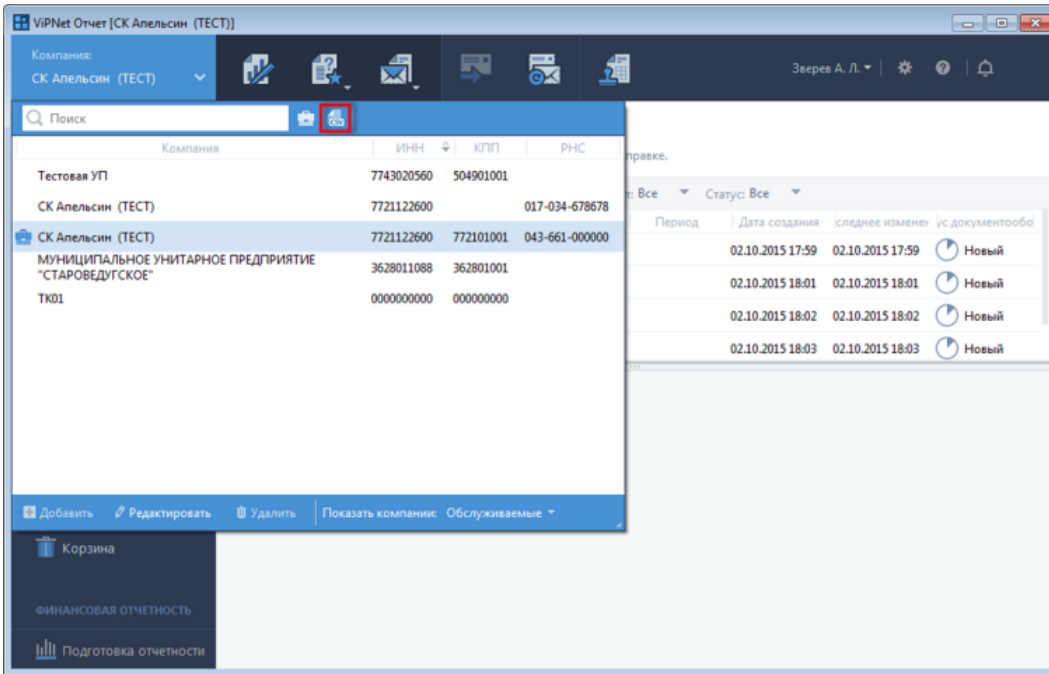 ViPNet Отчет [СК Апельсин (ТЕСТ)]
Компания:
СК Апельсин (ТЕСТ)
Зверев А. Л.
Поиск
CSV
Компания ИНН КПП РНС
Тестовая УП 7743020560 504901001
СК Апельсин (ТЕСТ) 7721122600 017-034-678678
СК Апельсин (ТЕСТ) 7721122600 772101001 043-661-000000
МУНИЦИПАЛЬНОЕ УНИТАРНОЕ ПРЕДПРИЯТИЕ
"СТАРОВЕДУГСКОЕ" 3628011088 362801001
ТК01 0000000000 000000000
правке.
т: Все Статус: Все
Период Дата создания следнее изменен ус документообо
02.10.2015 17:59 02.10.2015 17:59 Новый
02.10.2015 18:01 02.10.2015 18:01 Новый
02.10.2015 18:02 02.10.2015 18:02 Новый
02.10.2015 18:03 02.10.2015 18:03 Новый
Добавить Редактировать Удалить Показать компании: Обслуживаемые
Корзина
ФИНАНСОВАЯ ОТЧЕТНОСТЬ
Подготовка отчетности